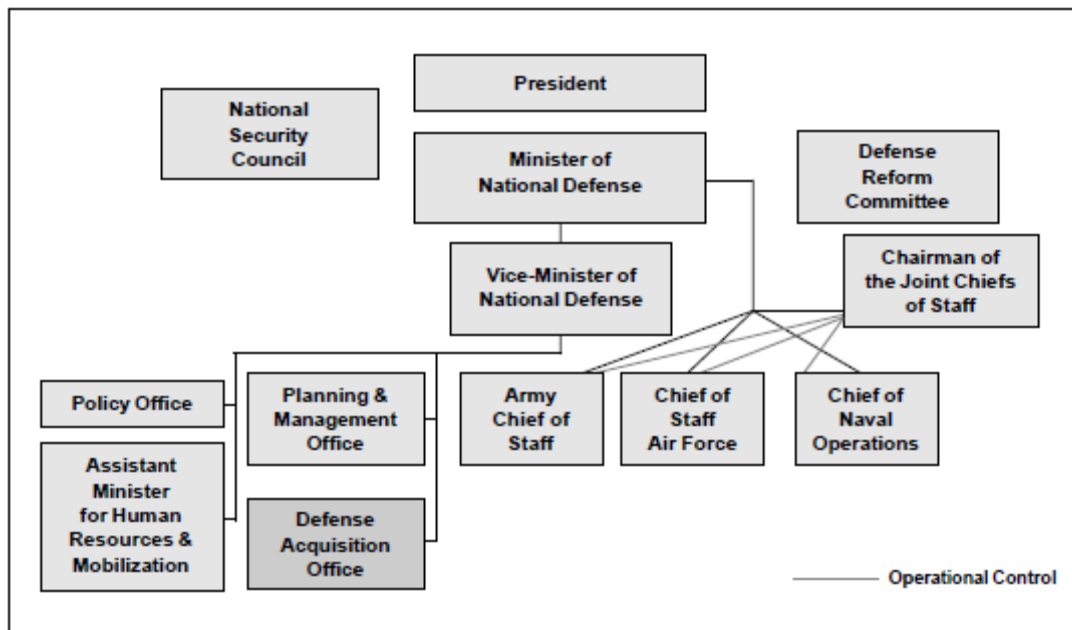 President
National
Security
Council
Minister of
National Defense
Defense
Reform
Committee
Vice-Minister of
National Defense
Chairman of
the Joint Chiefs
of Staff
Policy Office
Planning &
Management
Office
Army
Chief of
Staff
Chief of
Staff
Air Force
Chief of
Naval
Operations
Assistant
Minister
for Human
Resources &
Mobilization
Defense
Acquisition
Office
Operational Control